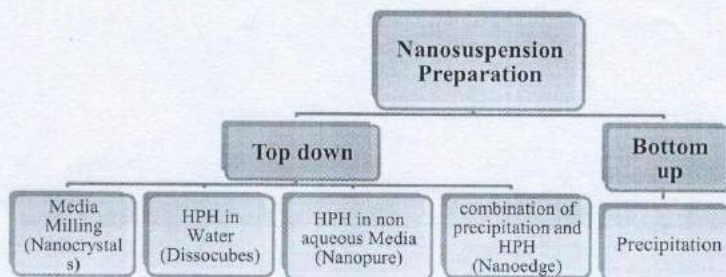 Nanosuspension
Preparation
Top down
Bottom
up
Media
Milling
(Nanocrystal
s)
HPH in
Water
(Dissocubes)
HPH in non
aqueous Media
(Nanopure)
combination of
precipitation and
HPH
(Nanoedge)
Precipitation